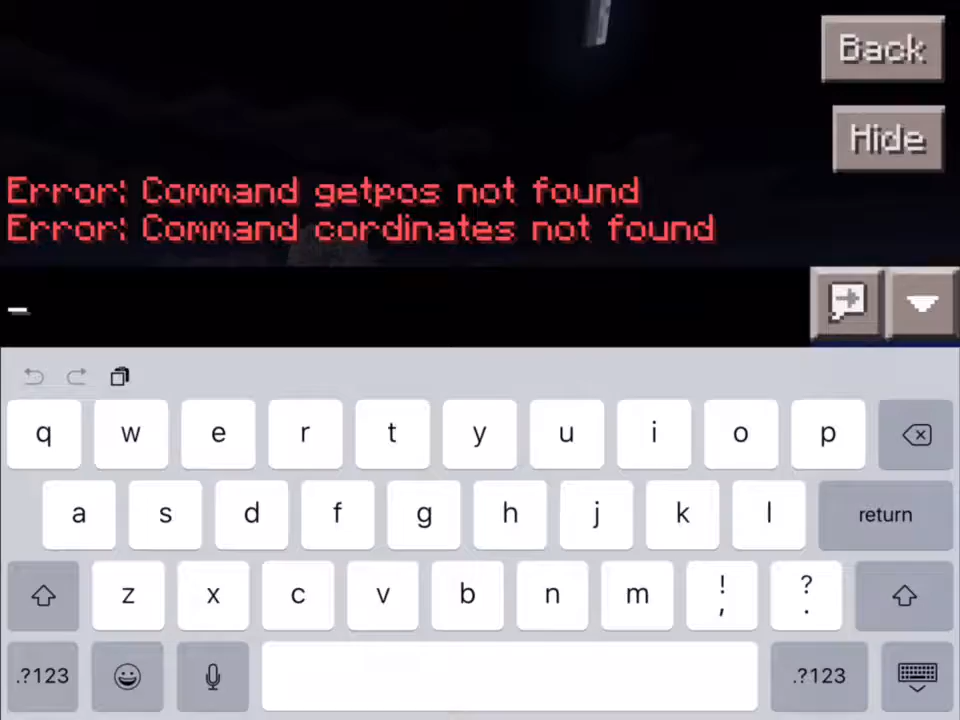 Back
Hide
Error: Command getpos not found
Error: Command cordinates not found
q w e r t y u i o p
a s d f g h j k l return
z x c v b n m ! , ? .
.?123 .?123